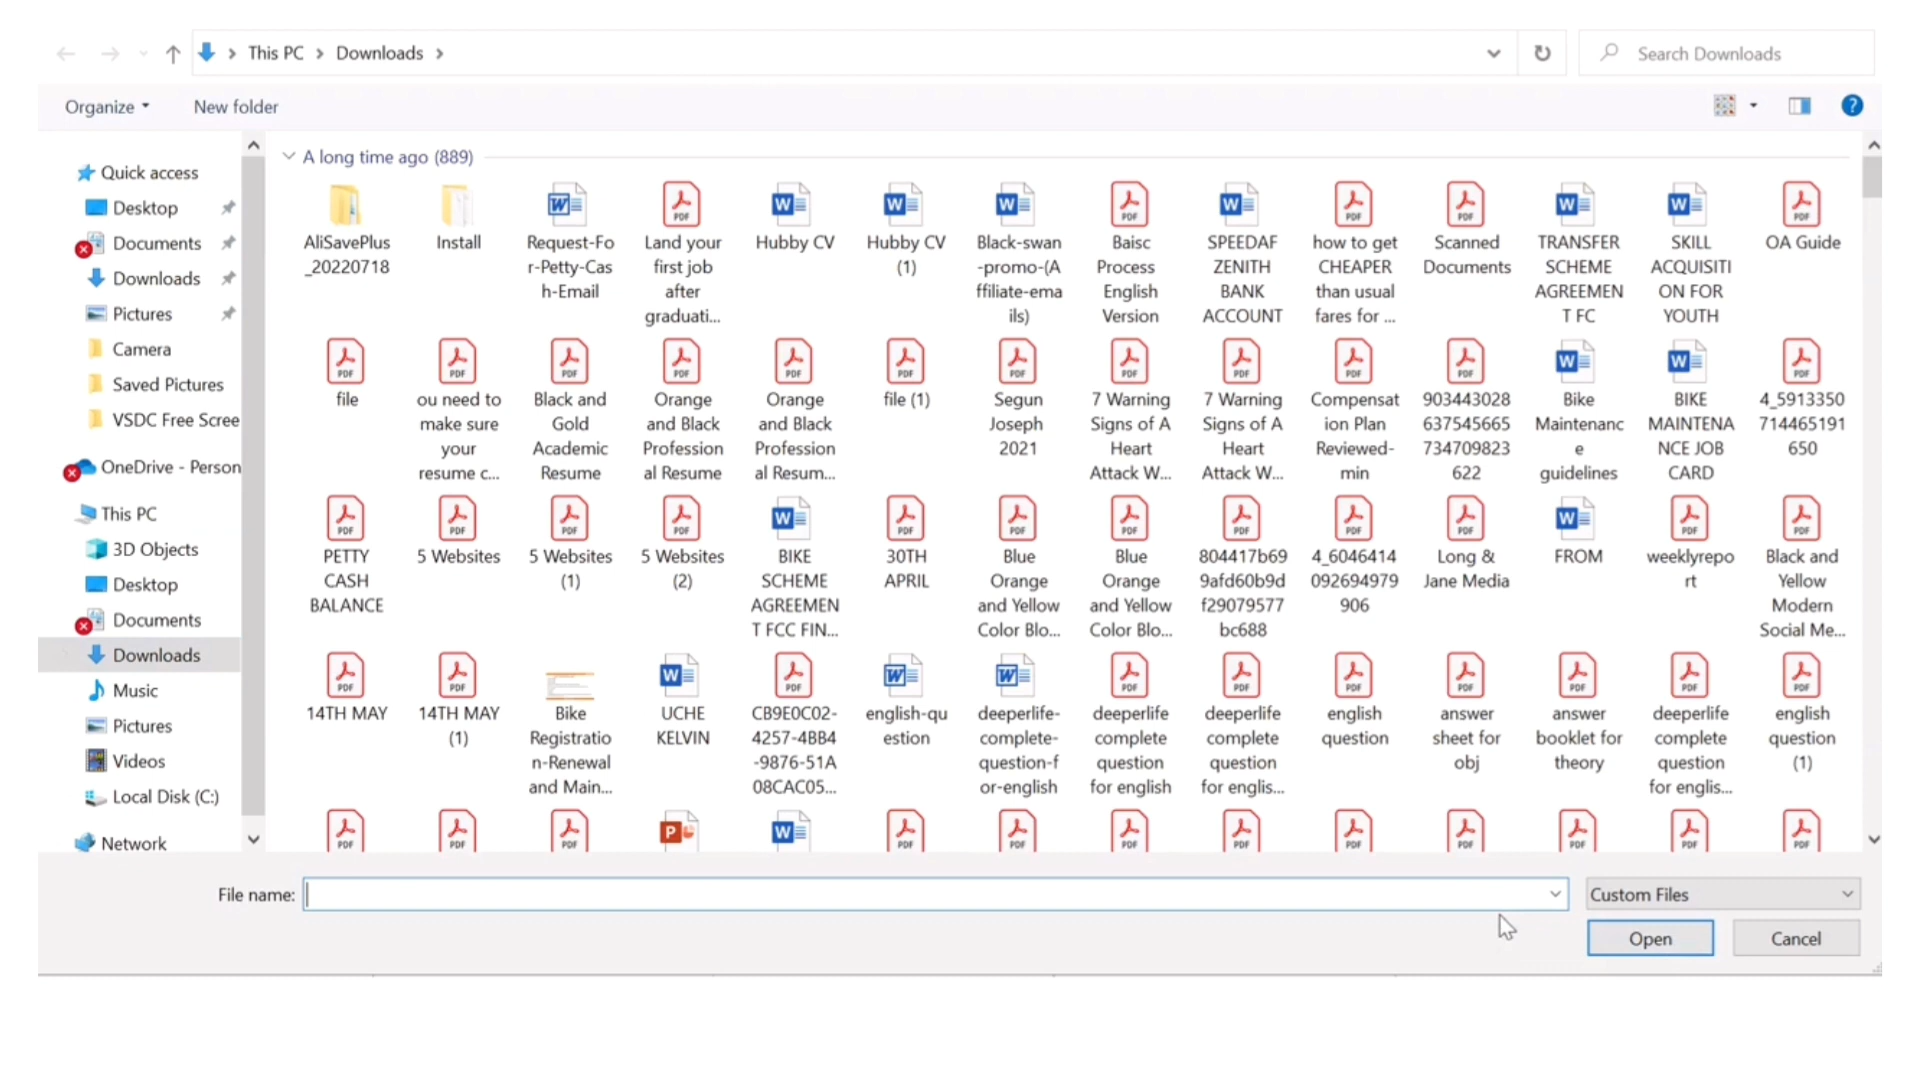 This PC
Downloads
Search Downloads
Organize
New folder
Quick access
Desktop
Documents
Downloads
Pictures
Camera
Saved Pictures
VSDC Free Scree
OneDrive - Person
This PC
3D Objects
Desktop
Documents
Downloads
Music
Pictures
Videos
Local Disk (C:)
Network
A long time ago (889)
AliSavePlus
_20220718
Install
Request-Fo
r-Petty-Cas
h-Email
Land your
first job
after
graduati...
Hubby CV
Hubby CV
(1)
Black-swan
-promo-(A
ffiliate-ema
ils)
Baisc
Process
English
Version
SPEEDAF
ZENITH
BANK
ACCOUNT
how to get
CHEAPER
than usual
fares for ...
Scanned
Documents
TRANSFER
SCHEME
AGREEMEN
T FC
SKILL
ACQUISITI
ON FOR
YOUTH
OA Guide
file
ou need to
make sure
your
resume c...
Black and
Gold
Academic
Resume
Orange
and Black
Profession
al Resume
Orange
and Black
Profession
al Resum...
file (1)
Segun
Joseph
2021
7 Warning
Signs of A
Heart
Attack W...
7 Warning
Signs of A
Heart
Attack W...
Compensat
ion Plan
Reviewed-
min
903443028
637545665
734709823
622
Bike
Maintenanc
e
guidelines
BIKE
MAINTENA
NCE JOB
CARD
4_5913350
714465191
650
PETTY
CASH
BALANCE
5 Websites
5 Websites
(1)
5 Websites
(2)
BIKE
SCHEME
AGREEMEN
T FCC FIN...
30TH
APRIL
Blue
Orange
and Yellow
Color Blo...
Blue
Orange
and Yellow
Color Blo...
804417b69
9afd60b9d
f29079577
bc688
4_6046414
092694979
906
Long &
Jane Media
FROM
weeklyrepo
rt
Black and
Yellow
Modern
Social Me...
14TH MAY
14TH MAY
(1)
Bike
Registratio
n-Renewal
and Main...
UCHE
KELVIN
CB9E0C02-
4257-4BB4
-9876-51A
08CAC05...
english-qu
estion
deeperlife-
complete-
question-f
or-english
deeperlife
complete
question
for english
deeperlife
complete
question
for englis...
english
question
answer
sheet for
obj
answer
booklet for
theory
deeperlife
complete
question
for englis...
english
question
(1)
File name:
Custom Files
Open
Cancel